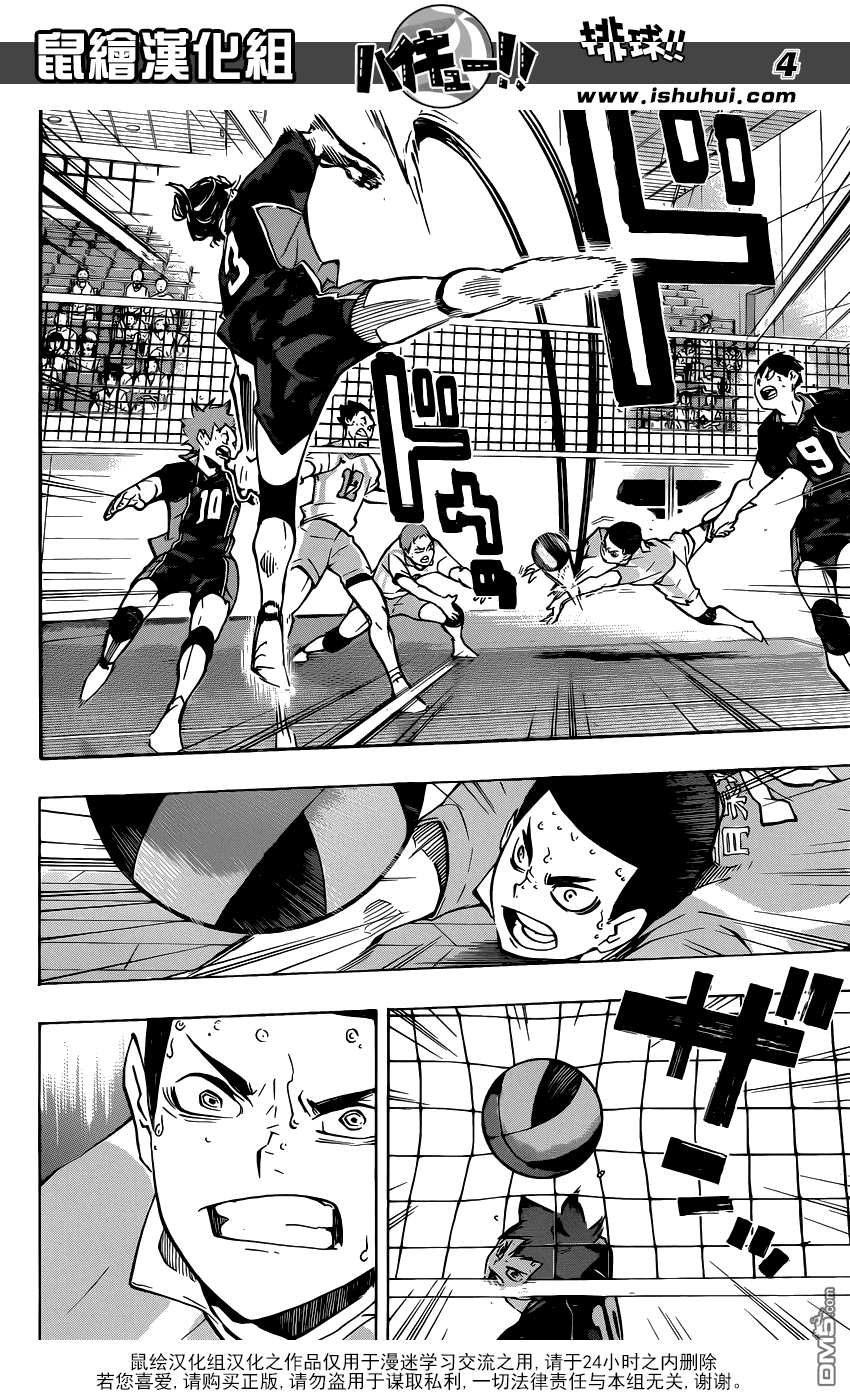 鼠繪漢化組
ハイキュー!!
排球!!
4
www.ishuhui.com
ド
ド
ッ
3
9
10
12
ザッ
鼠绘汉化组汉化之作品仅用于漫迷学习交流之用,请于24小时之内删除
若您喜爱,请购买正版,请勿盗用于谋取私利,一切法律责任与本组无关,谢谢。